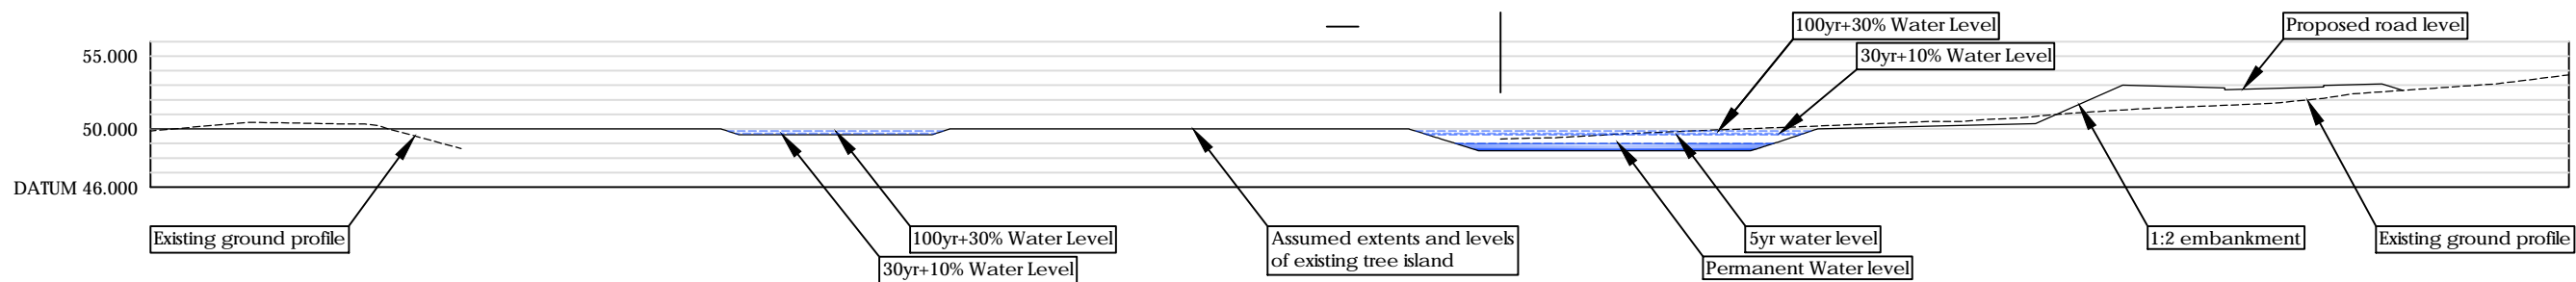 100yr+30% Water Level
Proposed road level
30yr+10% Water Level
55.000
50.000
DATUM 46.000
Existing ground profile
100yr+30% Water Level
30yr+10% Water Level
Assumed extents and levels
of existing tree island
5yr water level
Permanent Water level
1:2 embankment
Existing ground profile